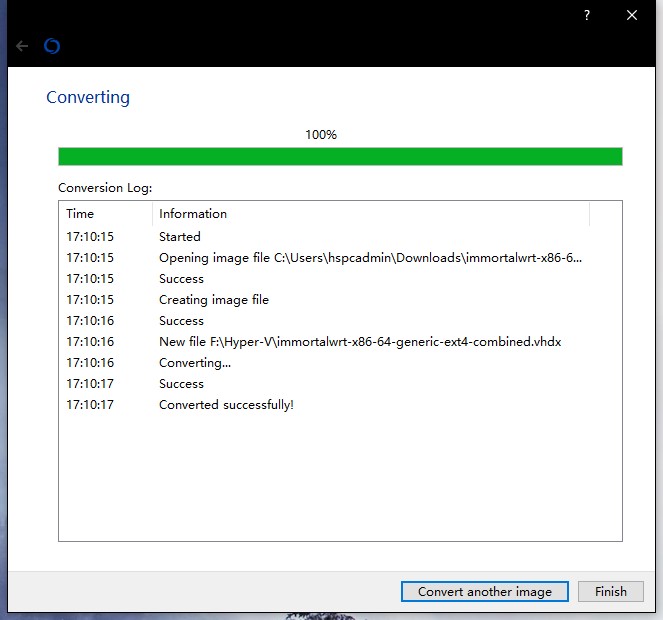 ?
Converting
100%
Conversion Log:
Time Information
17:10:15 Started
17:10:15 Opening image file C:\Users\hspcadmin\Downloads\immortalwrt-x86-6...
17:10:15 Success
17:10:15 Creating image file
17:10:16 Success
17:10:16 New file F:\Hyper-V\immortalwrt-x86-64-generic-ext4-combined.vhdx
17:10:16 Converting...
17:10:17 Success
17:10:17 Converted successfully!
Convert another image Finish